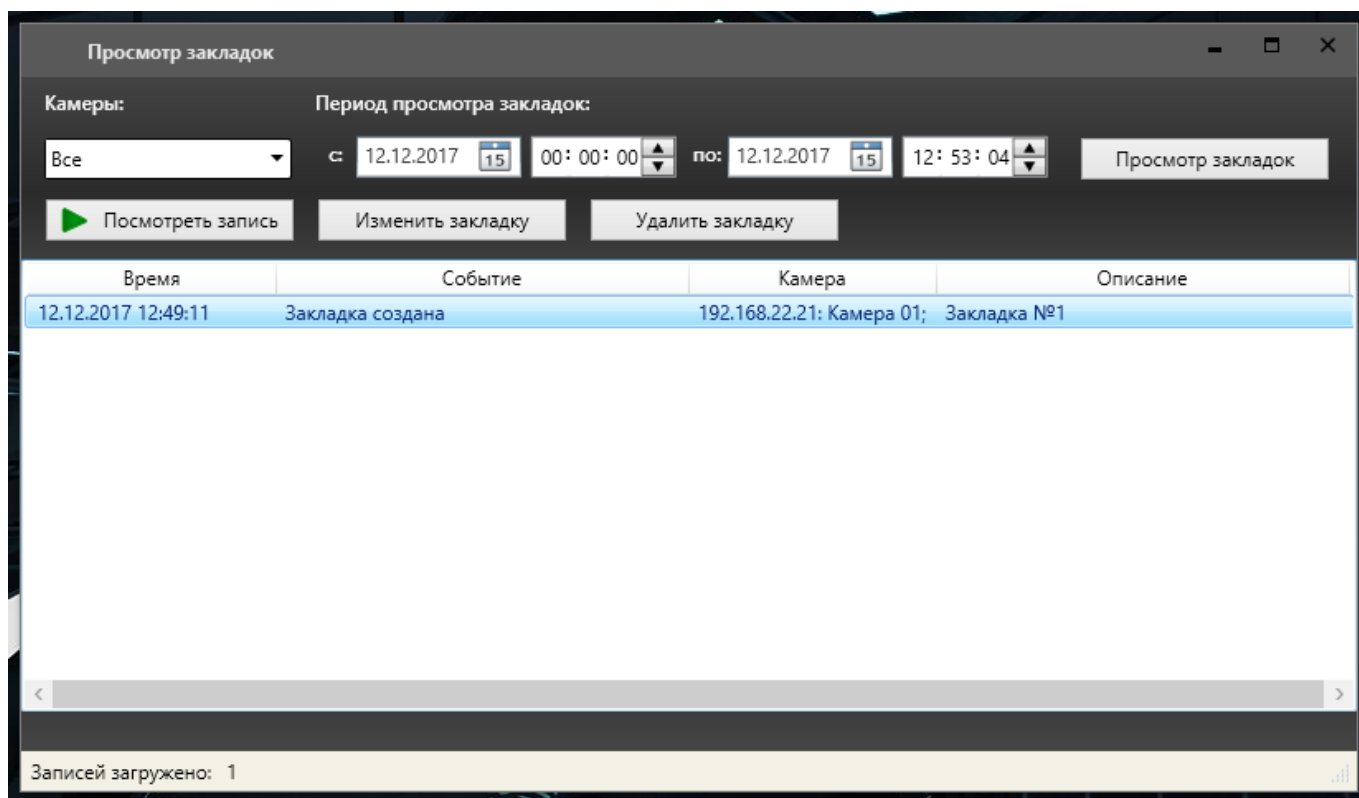 Просмотр закладок
Камеры: Период просмотра закладок:
Все с: 12.12.2017 15 00: 00: 00 по: 12.12.2017 15 12: 53: 04 Просмотр закладок
Посмотреть запись Изменить закладку Удалить закладку
Время Событие Камера Описание
12.12.2017 12:49:11 Закладка создана 192.168.22.21: Камера 01; Закладка №1
Записей загружено: 1